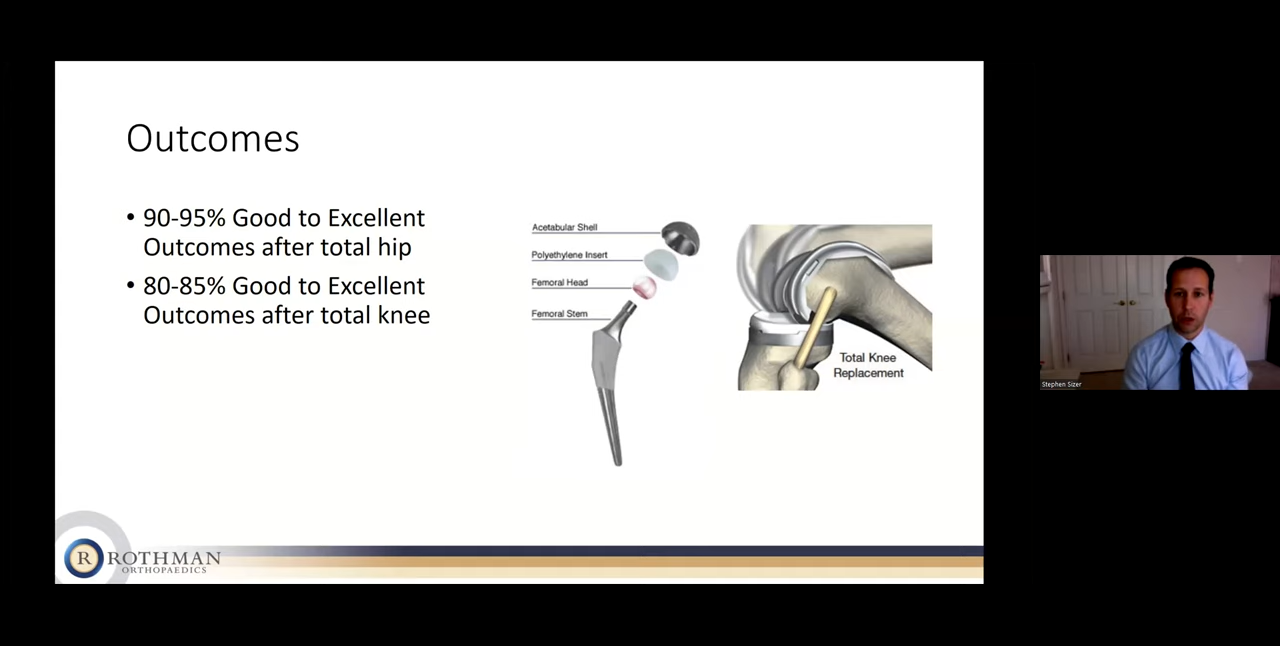 Outcomes
• 90-95% Good to Excellent
Outcomes after total hip
• 80-85% Good to Excellent
Outcomes after total knee
Acetabular Shell
Polyethylene Insert
Femoral Head
Femoral Stem
Total Knee
Replacement
R ROTHMAN
ORTHOPAEDICS
Stephen Sizer